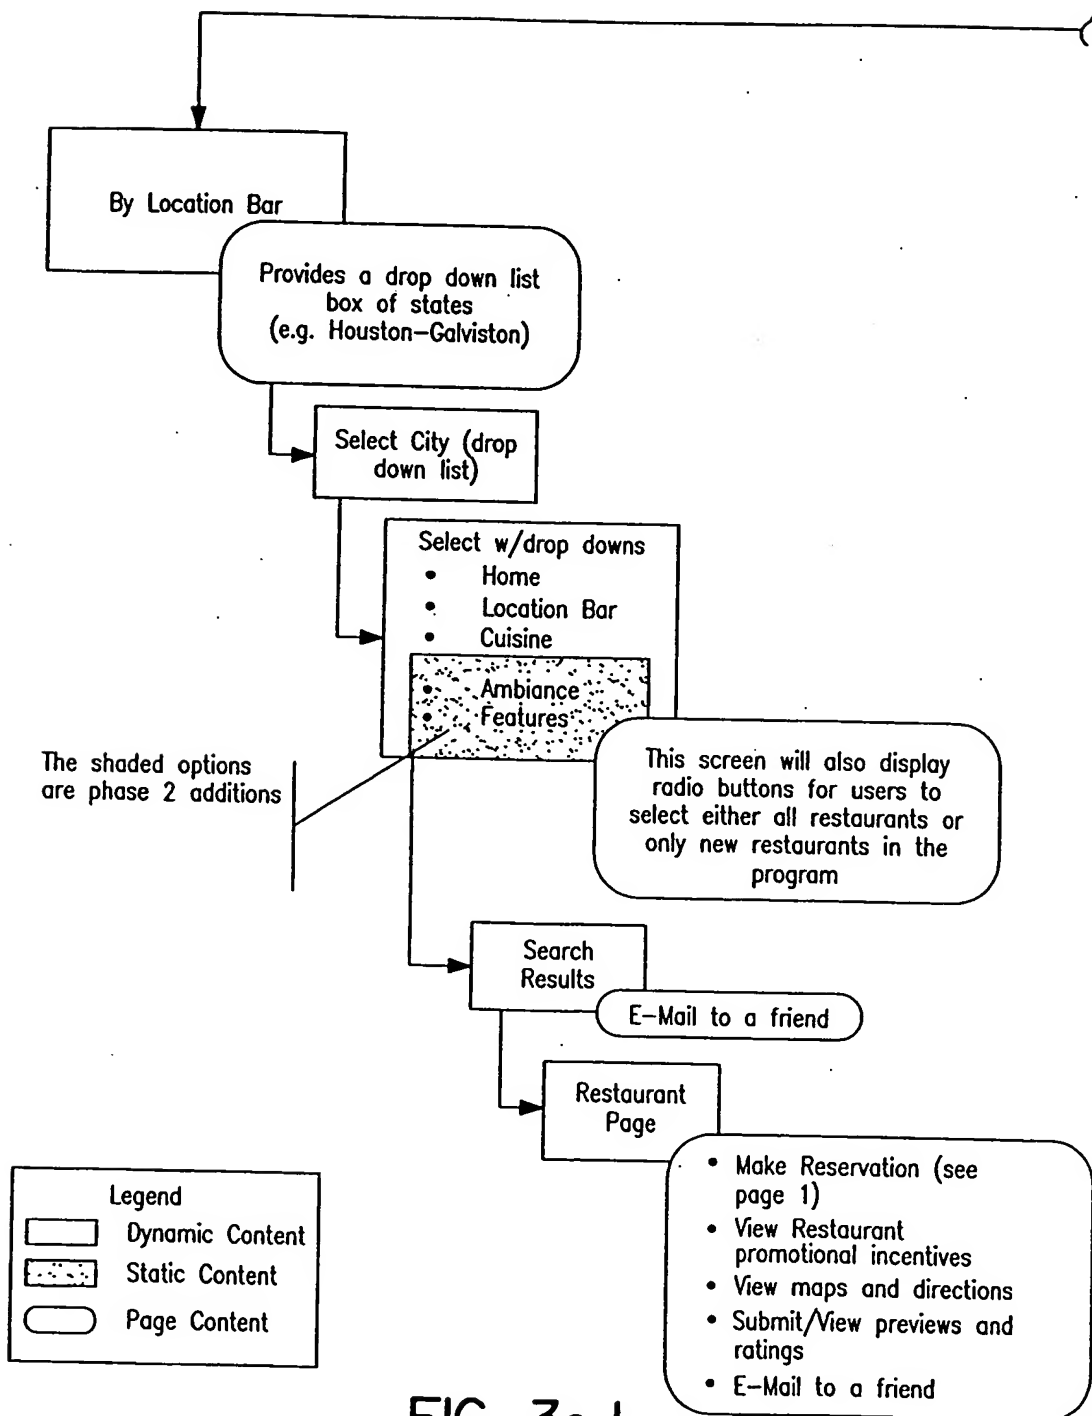 By Location Bar
Provides a drop down list
box of states
(e.g. Houston-Galviston)
Select City (drop
down list)
Select w/drop downs
• Home
• Location Bar
• Cuisine
• Ambiance
• Features
The shaded options
are phase 2 additions
This screen will also display
radio buttons for users to
select either all restaurants or
only new restaurants in the
program
Search
Results
E-Mail to a friend
Restaurant
Page
• Make Reservation (see
page 1)
• View Restaurant
promotional incentives
• View maps and directions
• Submit/View previews and
ratings
• E-Mail to a friend
Legend
Dynamic Content
Static Content
Page Content